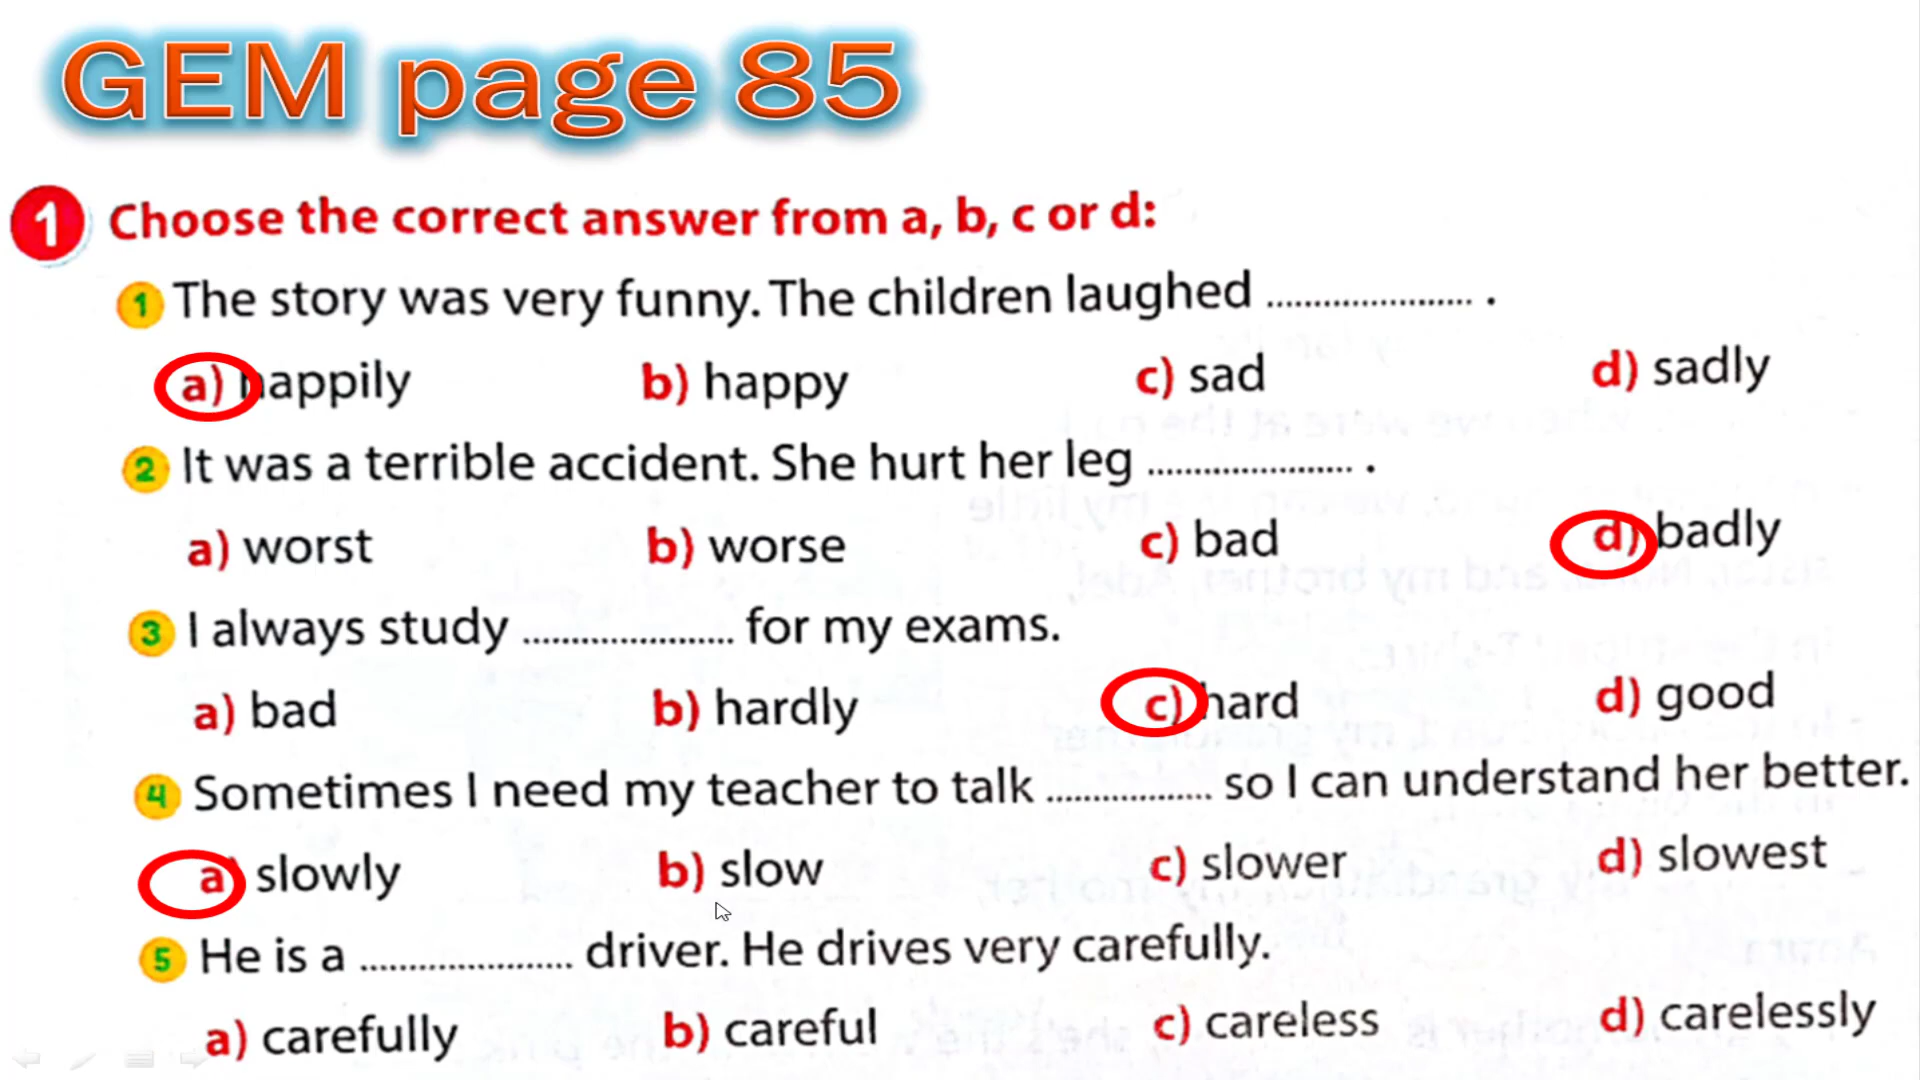 GEM page 85
1 Choose the correct answer from a, b, c or d:
1 The story was very funny. The children laughed ..................... .
a) happily b) happy c) sad d) sadly
2 It was a terrible accident. She hurt her leg ..................... .
a) worst b) worse c) bad d) badly
3 I always study ..................... for my exams.
a) bad b) hardly c) hard d) good
4 Sometimes I need my teacher to talk ................. so I can understand her better.
a) slowly b) slow c) slower d) slowest
5 He is a ..................... driver. He drives very carefully.
a) carefully b) careful c) careless d) carelessly